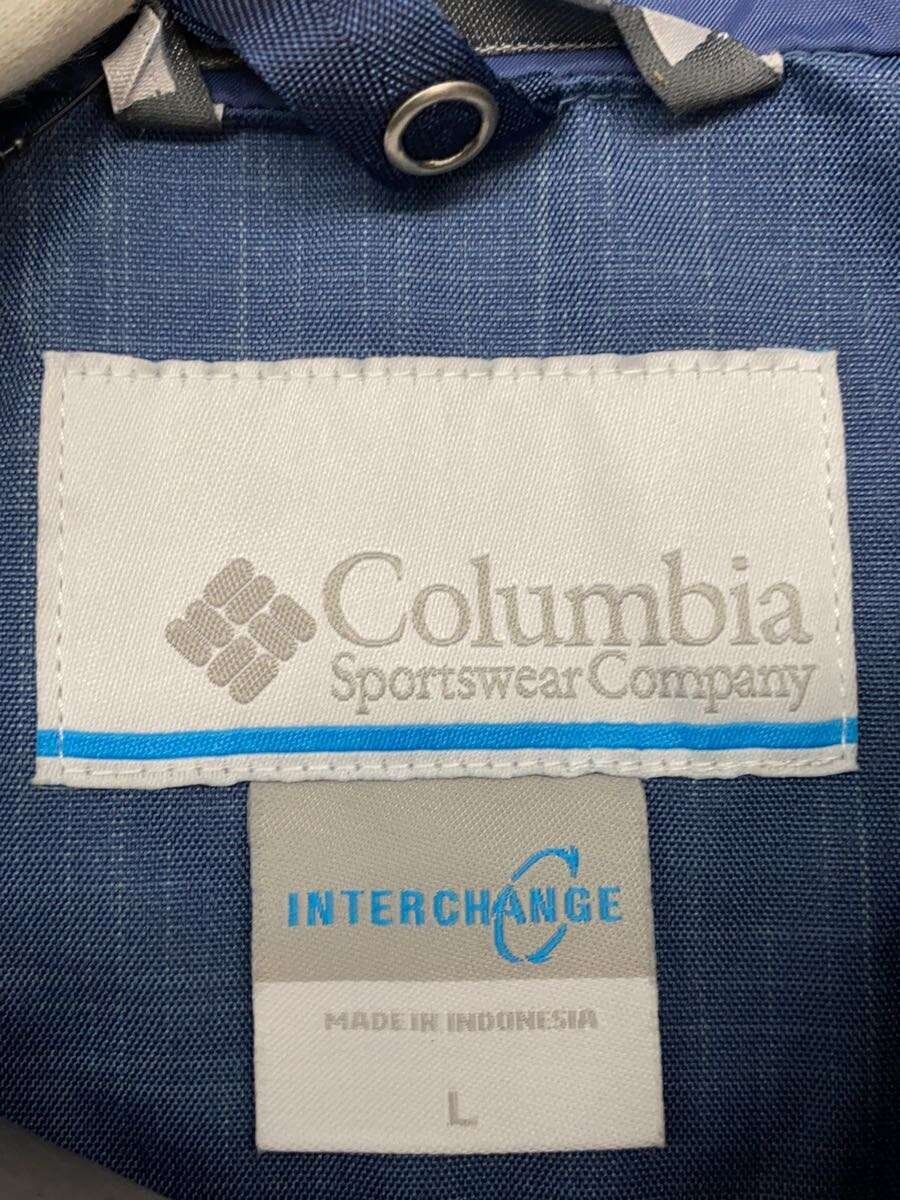 Columbia
Sportswear Company
INTERCHANGE
MADE IN INDONESIA
L